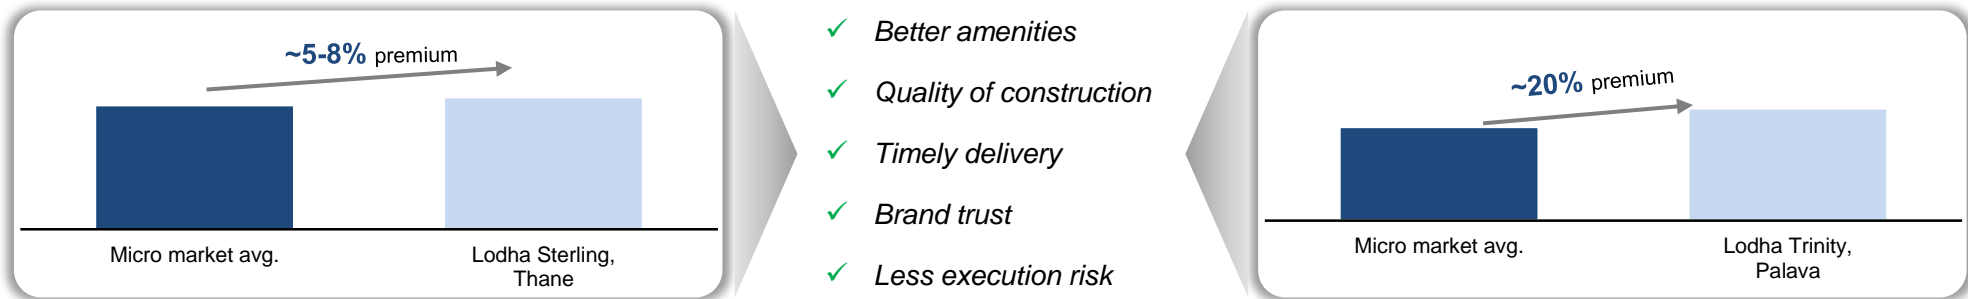 ~5-8% premium
Micro market avg.
Lodha Sterling,
Thane
✓ Better amenities
✓ Quality of construction
✓ Timely delivery
✓ Brand trust
✓ Less execution risk
~20% premium
Micro market avg.
Lodha Trinity,
Palava